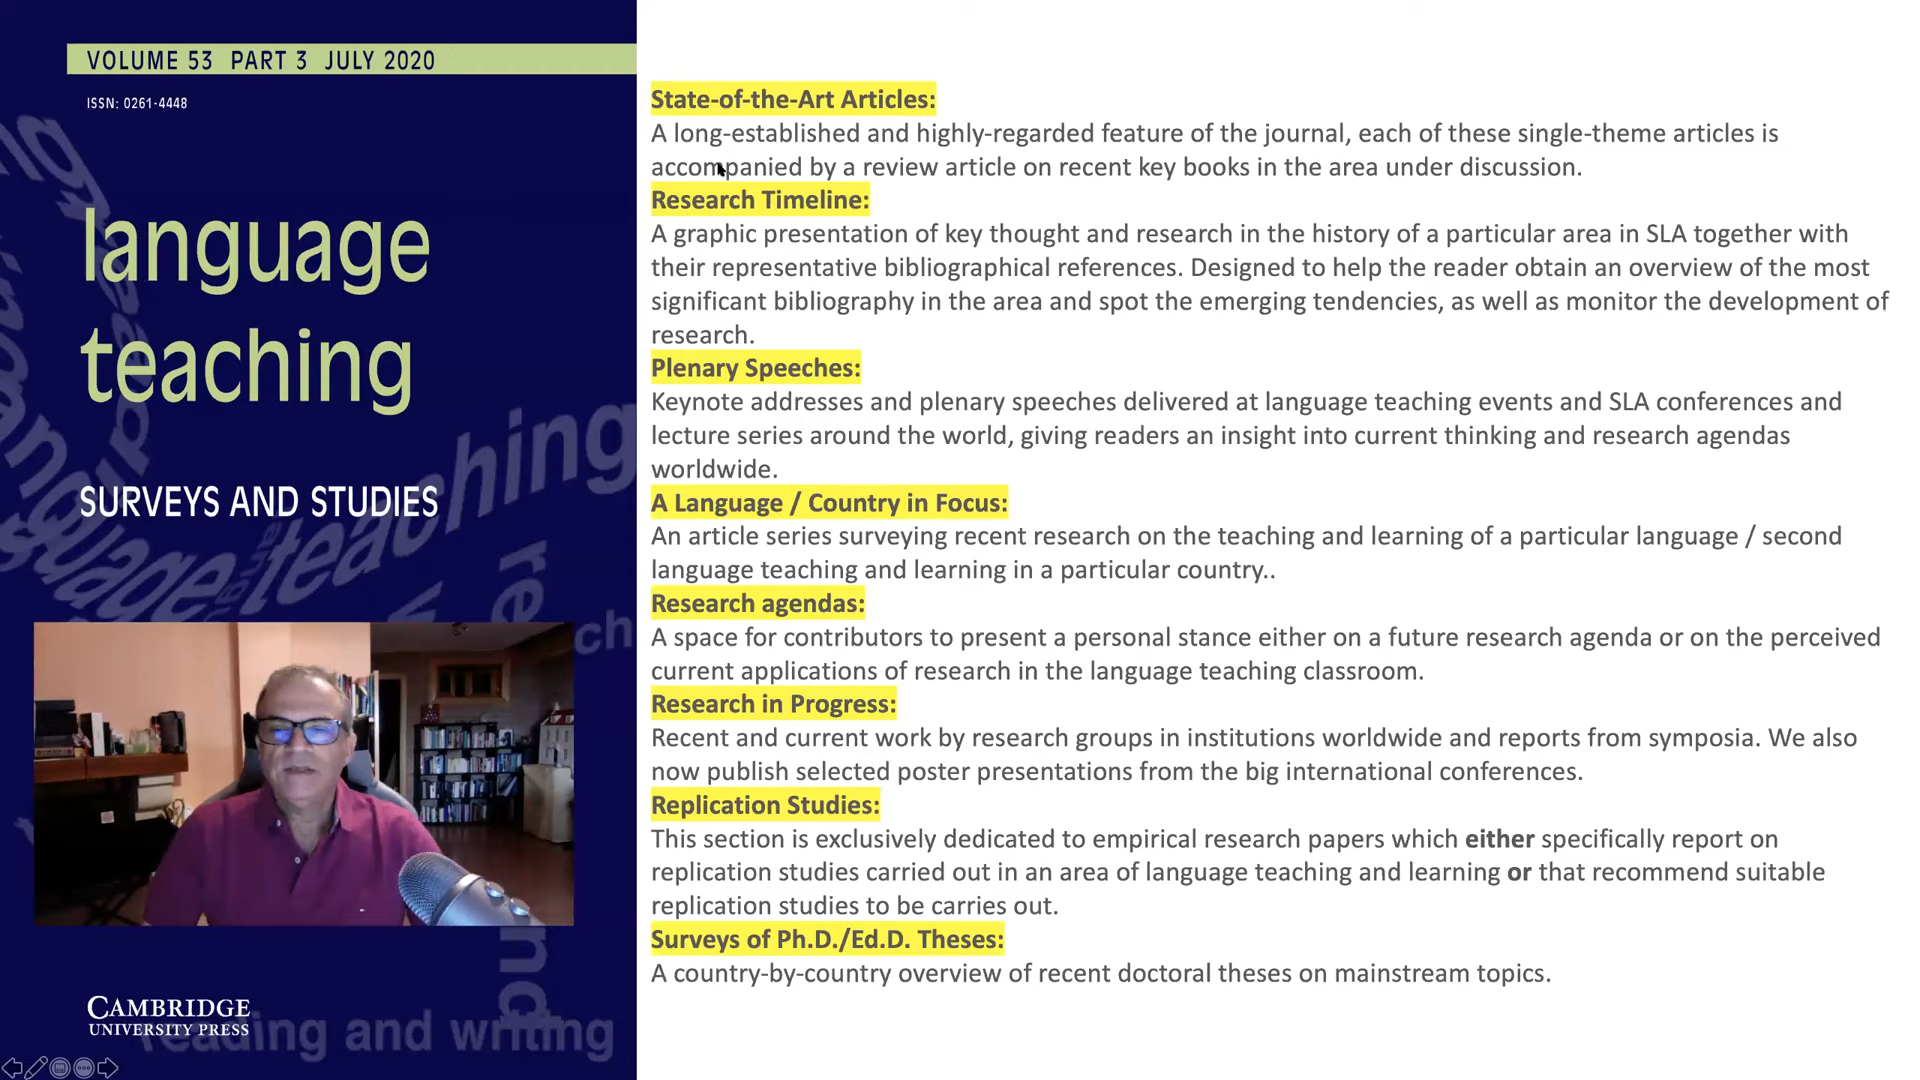 VOLUME 53 PART 3 JULY 2020
ISSN: 0261-4448
language
teaching
SURVEYS AND STUDIES
teaching
reading and writing
CAMBRIDGE
UNIVERSITY PRESS
State-of-the-Art Articles:
A long-established and highly-regarded feature of the journal, each of these single-theme articles is
accompanied by a review article on recent key books in the area under discussion.
Research Timeline:
A graphic presentation of key thought and research in the history of a particular area in SLA together with
their representative bibliographical references. Designed to help the reader obtain an overview of the most
significant bibliography in the area and spot the emerging tendencies, as well as monitor the development of
research.
Plenary Speeches:
Keynote addresses and plenary speeches delivered at language teaching events and SLA conferences and
lecture series around the world, giving readers an insight into current thinking and research agendas
worldwide.
A Language / Country in Focus:
An article series surveying recent research on the teaching and learning of a particular language / second
language teaching and learning in a particular country..
Research agendas:
A space for contributors to present a personal stance either on a future research agenda or on the perceived
current applications of research in the language teaching classroom.
Research in Progress:
Recent and current work by research groups in institutions worldwide and reports from symposia. We also
now publish selected poster presentations from the big international conferences.
Replication Studies:
This section is exclusively dedicated to empirical research papers which either specifically report on
replication studies carried out in an area of language teaching and learning or that recommend suitable
replication studies to be carries out.
Surveys of Ph.D./Ed.D. Theses:
A country-by-country overview of recent doctoral theses on mainstream topics.